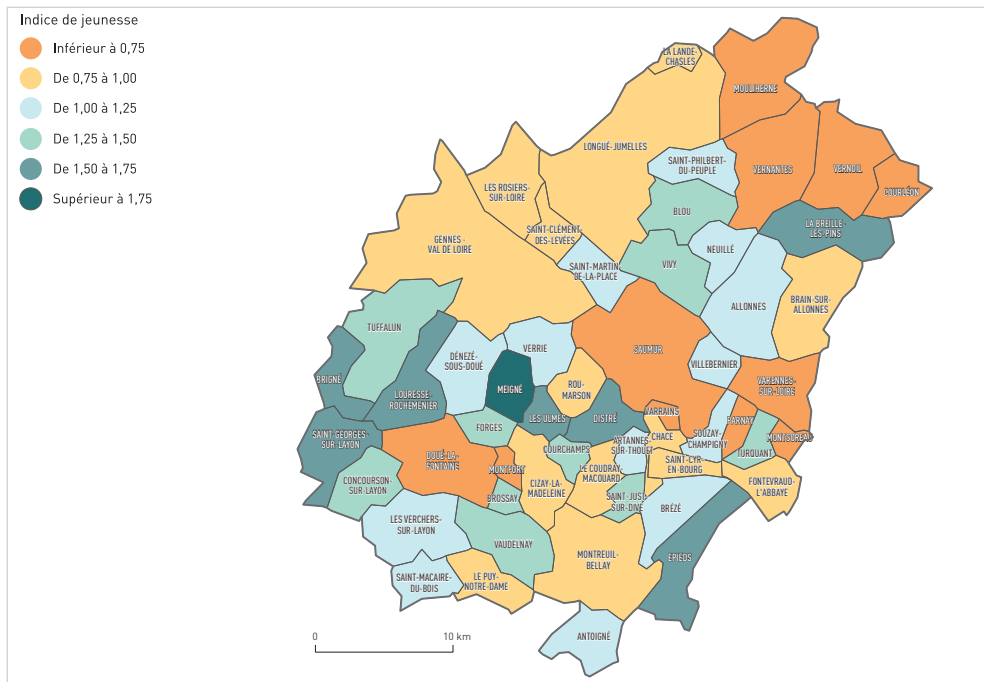 Indice de jeunesse
Inférieur à 0,75
De 0,75 à 1,00
De 1,00 à 1,25
De 1,25 à 1,50
De 1,50 à 1,75
Supérieur à 1,75
LA LANDE-
CHASLES
MOULIHERNE
LONGUÉ-JUMELLES
SAINT-PHILBERT-
DU-PEUPLE
VERNANTES
VERNOIL
COURLÉON
LES ROSIERS-
SUR-LOIRE
BLOU
LA BREILLE-
LES-PINS
SAINT-CLÉMENT-
DES-LEVÉES
GENNES-
VAL DE LOIRE
NEUILLÉ
VIVY
SAINT-MARTIN-
DE-LA-PLACE
ALLONNES
BRAIN-SUR-
ALLONNES
TUFFALUN
SAUMUR
VERRIE
DÉNEZÉ-
SOUS-DOUÉ
VILLEBERNIER
BRIGNÉ
MEIGNÉ
ROU-
MARSON
VARENNES-
SUR-LOIRE
LOURESSE-
ROCHEMENIER
LES ULMES
DISTRÉ
VARRAINS
PARNAY
SAINT-GEORGES-
SUR-LAYON
FORGES
CHACE
SOUZAY-
CHAMPIGNY
MONTSOREAU
ARTANNES-
SUR-THOUET
COURCHAMPS
TURQUANT
DOUÉ-LA-
FONTAINE
SAINT-CYR-
EN-BOURG
MONTFORT
LE COUDRAY-
MACOUARD
CONCOURSON-
SUR-LAYON
CIZAY-LA-
MADELEINE
FONTEVRAUD-
L'ABBAYE
BROSSAY
SAINT-JUST-
SUR-DIVE
BRÉZÉ
LES VERCHERS-
SUR-LAYON
VAUDELNAY
MONTREUIL-
BELLAY
ÉPIEDS
SAINT-MACAIRE-
DU-BOIS
LE PUY-
NOTRE-DAME
ANTOIGNÉ
0
10 km